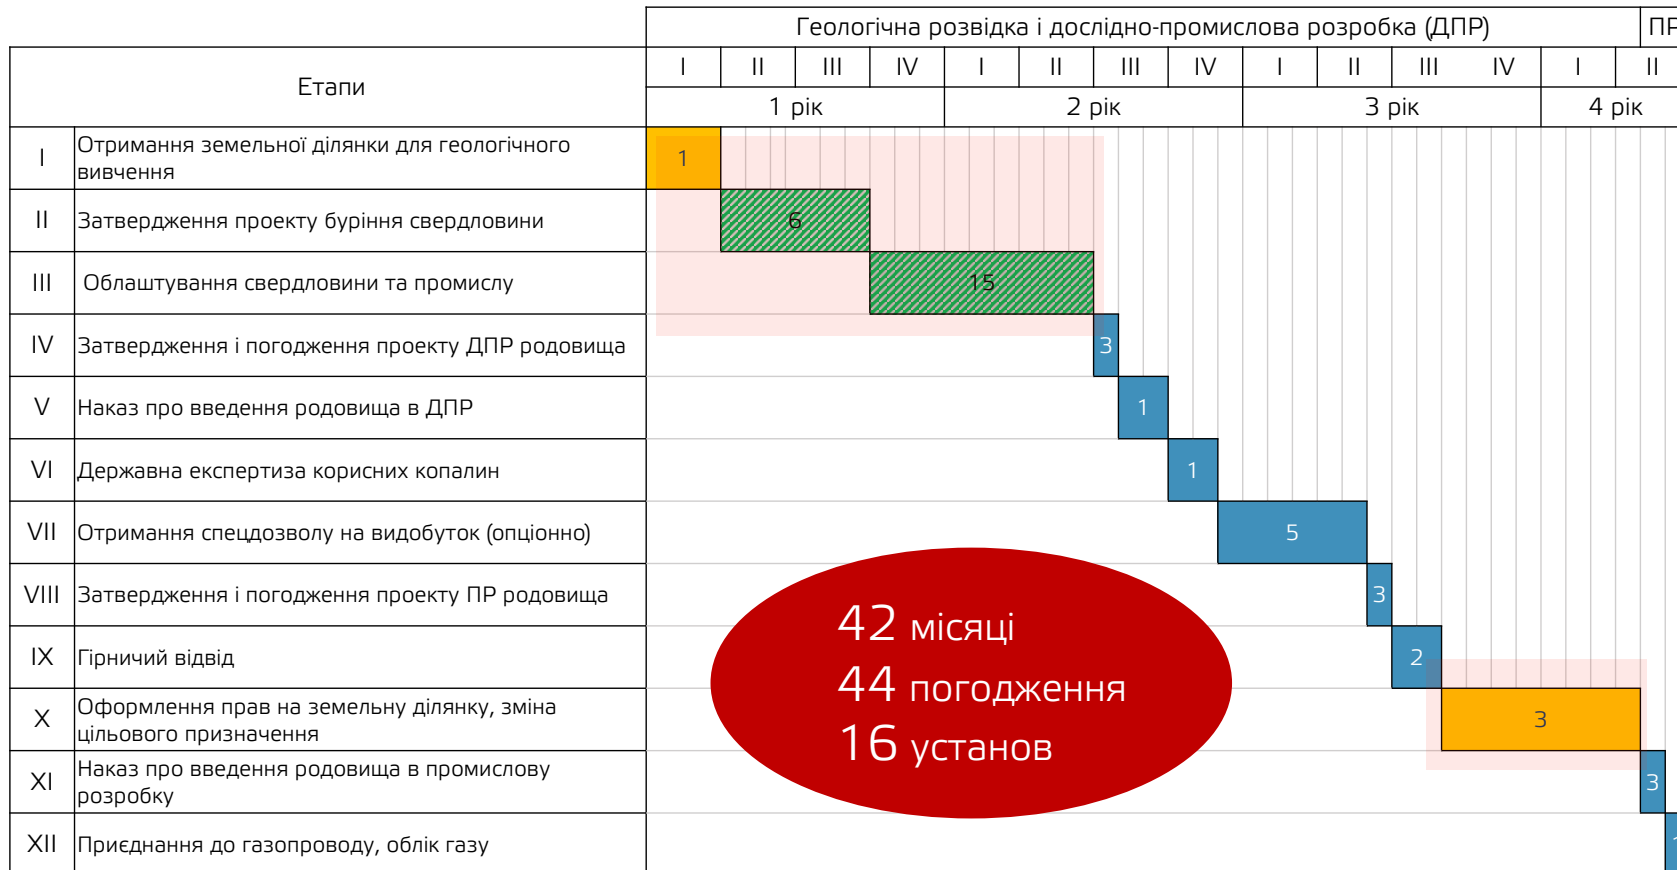 Геологічна розвідка і дослідно-промислова розробка (ДПР) ПР
Етапи
I II III IV I II III IV I II III IV I II
1 рік 2 рік 3 рік 4 рік
I Отримання земельної ділянки для геологічного
вивчення 1
II Затвердження проекту буріння свердловини 6
III Облаштування свердловини та промислу 15
IV Затвердження і погодження проекту ДПР родовища 3
V Наказ про введення родовища в ДПР 1
VI Державна експертиза корисних копалин 1
VII Отримання спецдозволу на видобуток (опціонно) 5
VIII Затвердження і погодження проекту ПР родовища 3
IX Гірничий відвід 2
X Оформлення прав на земельну ділянку, зміна
цільового призначення 3
XI Наказ про введення родовища в промислову
розробку 3
XII Приєднання до газопроводу, облік газу
42 місяці
44 погодження
16 установ